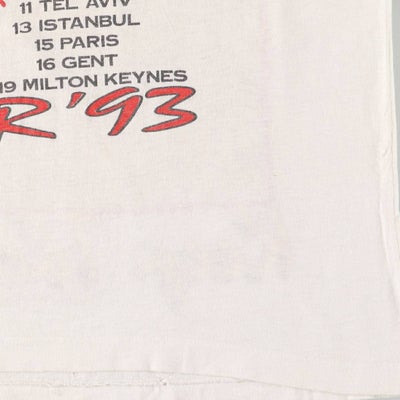 11 TEL AVIV
13 ISTANBUL
15 PARIS
16 GENT
19 MILTON KEYNES
R '93